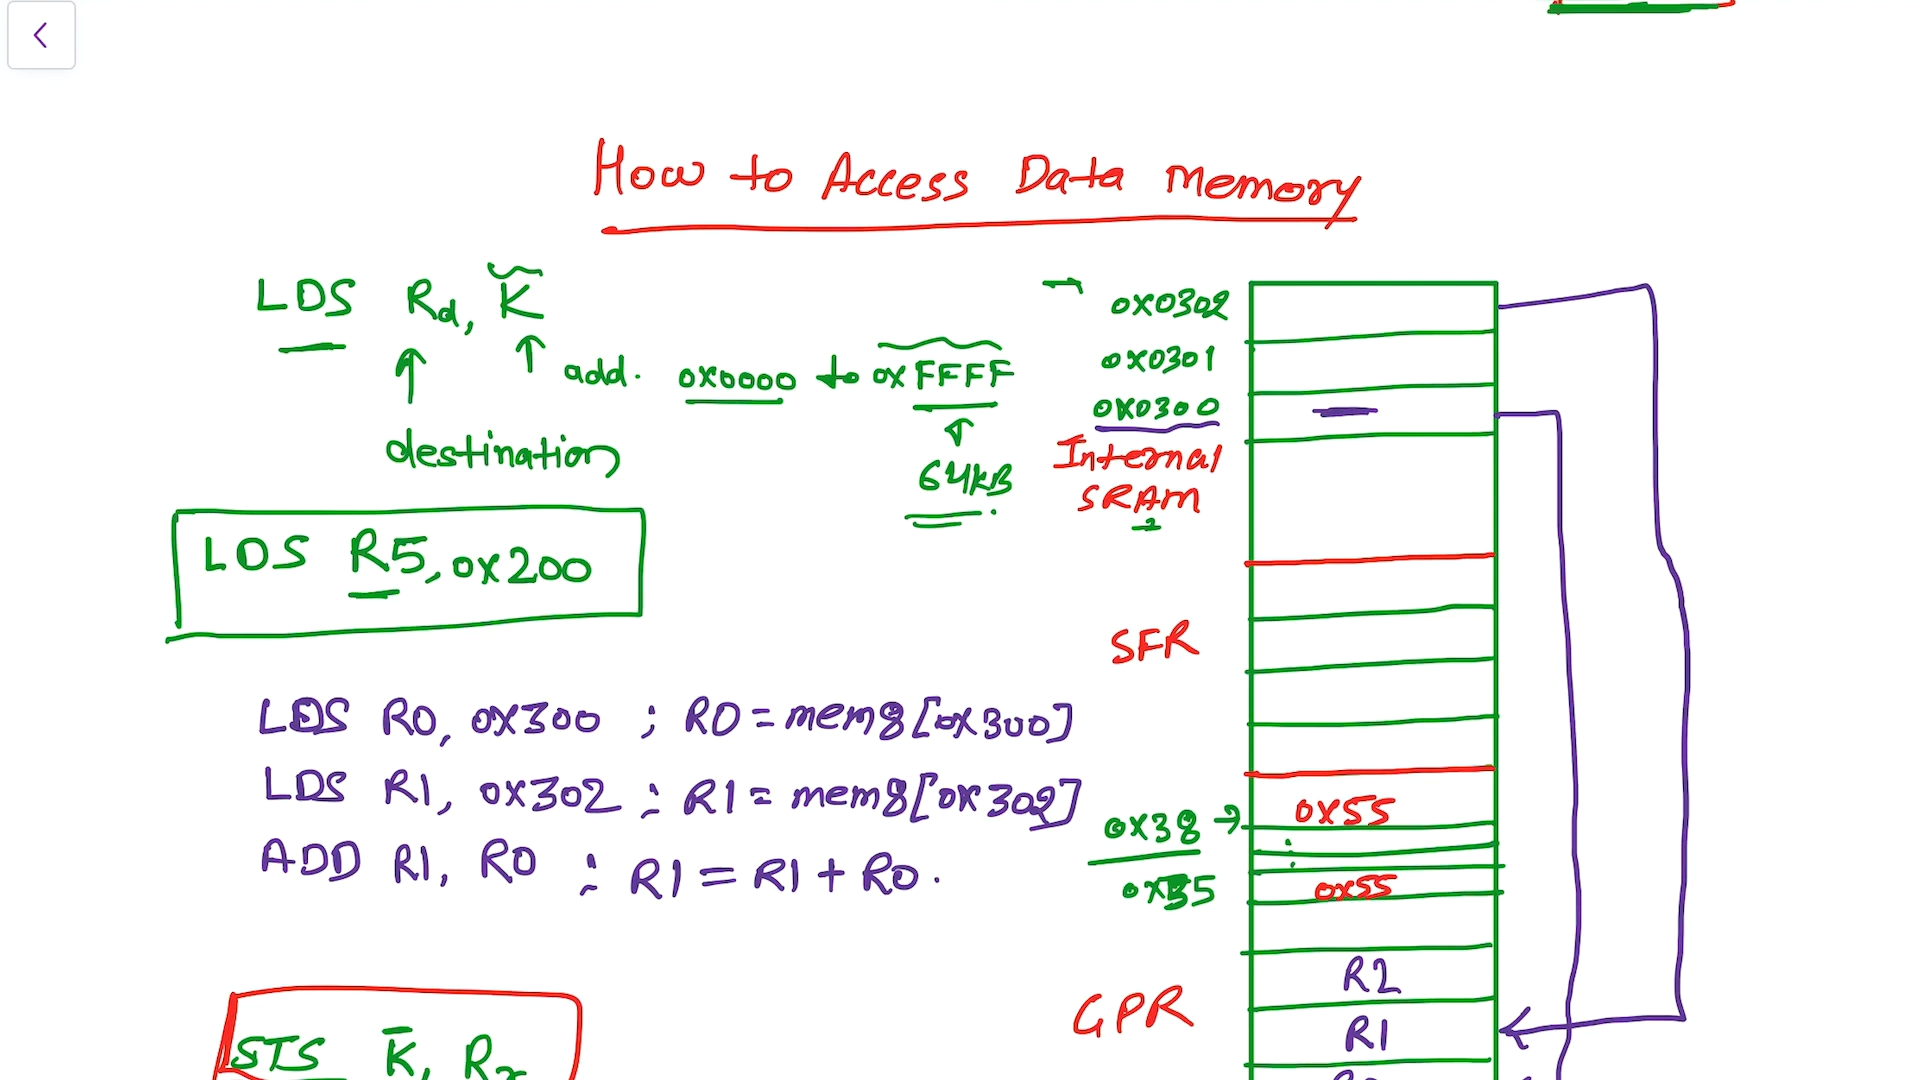 How to Access Data Memory
LDS Rd, K
add. 0x0000 to 0xFFFF
destination
64kB
LDS R5, 0x200
LDS R0, 0x300 ; R0 = mem8[0x300]
LDS R1, 0x302 ; R1 = mem8[0x302]
ADD R1, R0 ; R1 = R1 + R0.
STS K, Rr
0x0302
0x0301
0x0300
Internal
SRAM
SFR
0x38 → 0x55
0x35 0x55
R2
GPR
R1